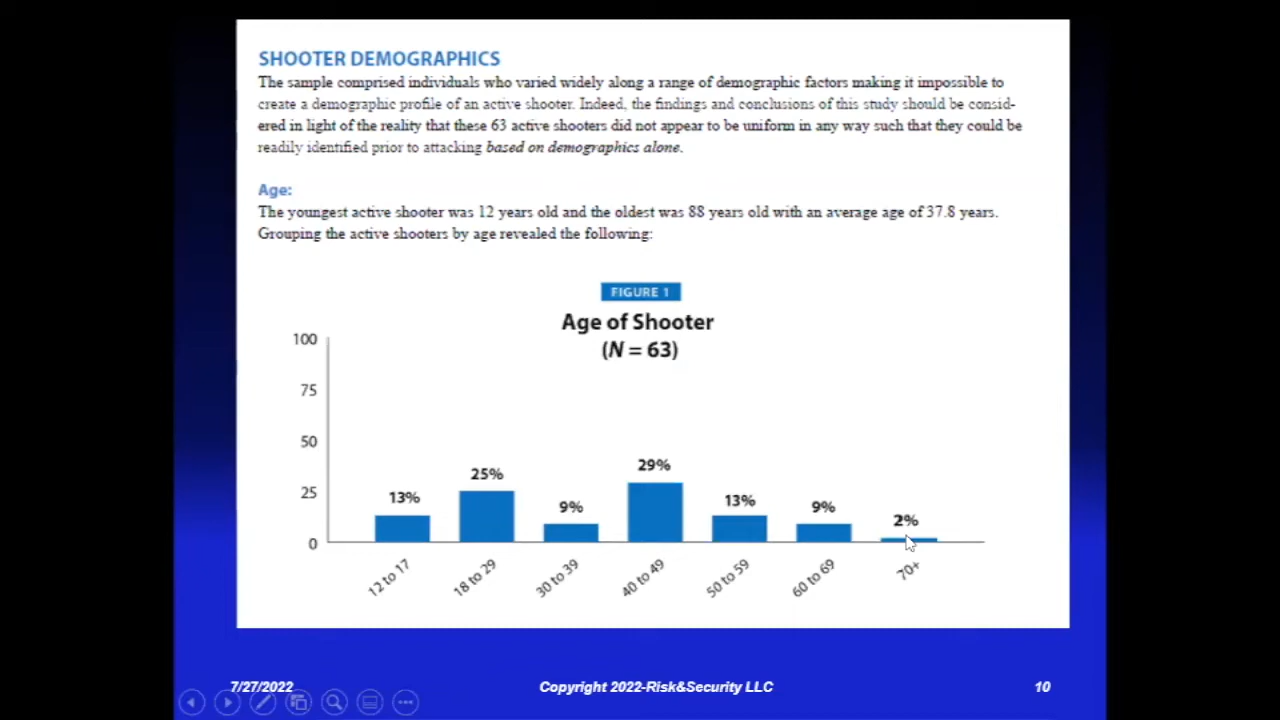 SHOOTER DEMOGRAPHICS
The sample comprised individuals who varied widely along a range of demographic factors making it impossible to
create a demographic profile of an active shooter. Indeed, the findings and conclusions of this study should be consid-
ered in light of the reality that these 63 active shooters did not appear to be uniform in any way such that they could be
readily identified prior to attacking based on demographics alone.
Age:
The youngest active shooter was 12 years old and the oldest was 88 years old with an average age of 37.8 years.
Grouping the active shooters by age revealed the following:
FIGURE 1
Age of Shooter
(N = 63)
100
75
50
25
0
13%
25%
9%
29%
13%
9%
2%
12 to 17
18 to 29
30 to 39
40 to 49
50 to 59
60 to 69
70+
7/27/2022
Copyright 2022-Risk&Security LLC
10